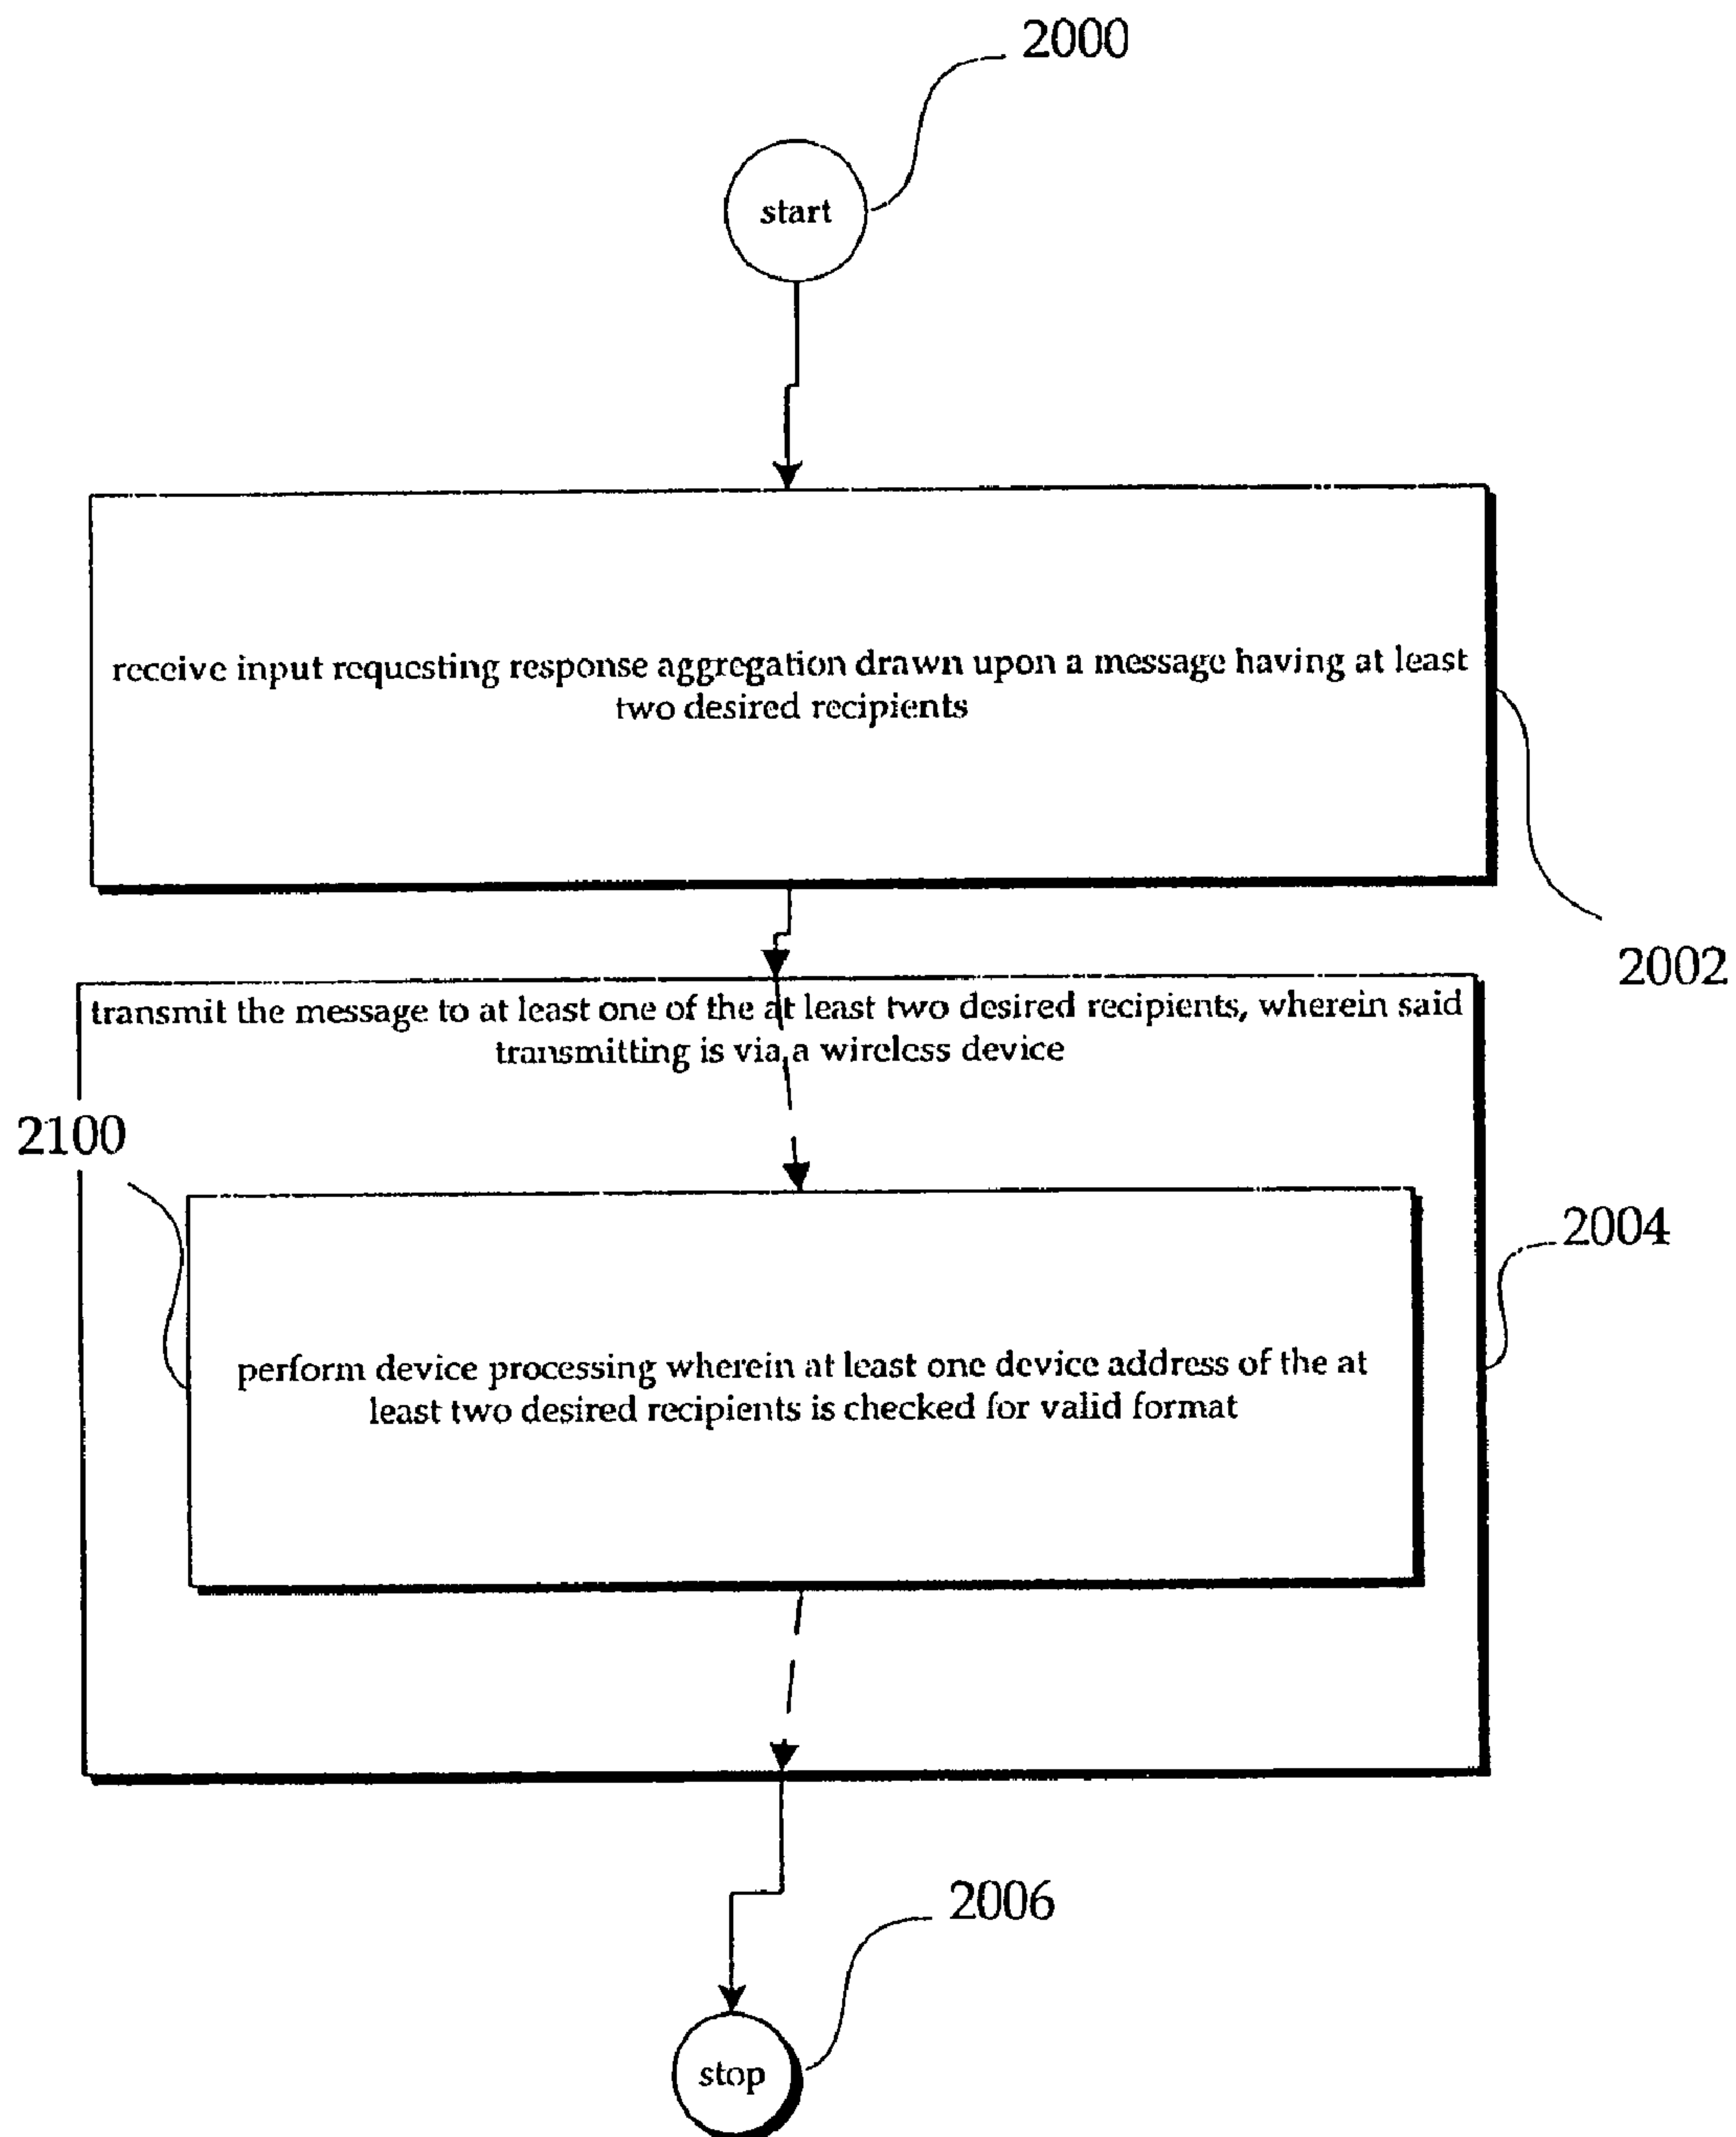 2000
start
receive input requesting response aggregation drawn upon a message having at least
two desired recipients
2002
transmit the message to at least one of the at least two desired recipients, wherein said
transmitting is via a wireless device
2100
2004
perform device processing wherein at least one device address of the at
least two desired recipients is checked for valid format
2006
stop